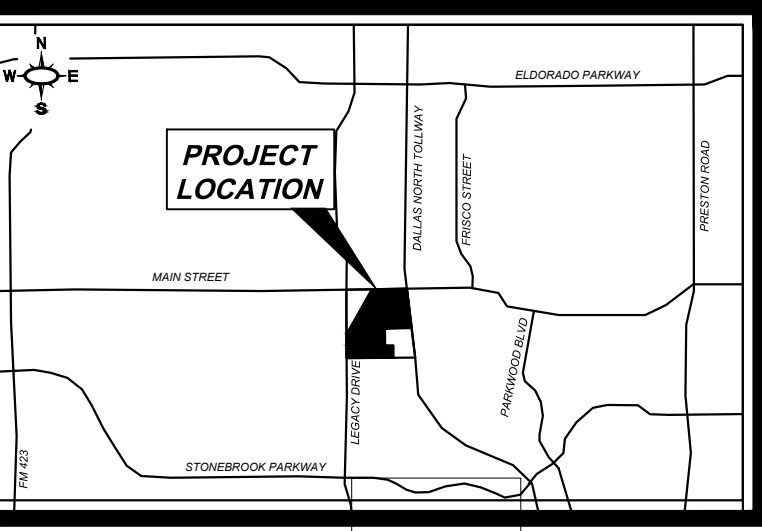 N
W E
S
ELDORADO PARKWAY
PROJECT
LOCATION
DALLAS NORTH TOLLWAY
FRISCO STREET
PRESTON ROAD
MAIN STREET
PARKWOOD BLVD
LEGACY DRIVE
FM 423
STONEBROOK PARKWAY